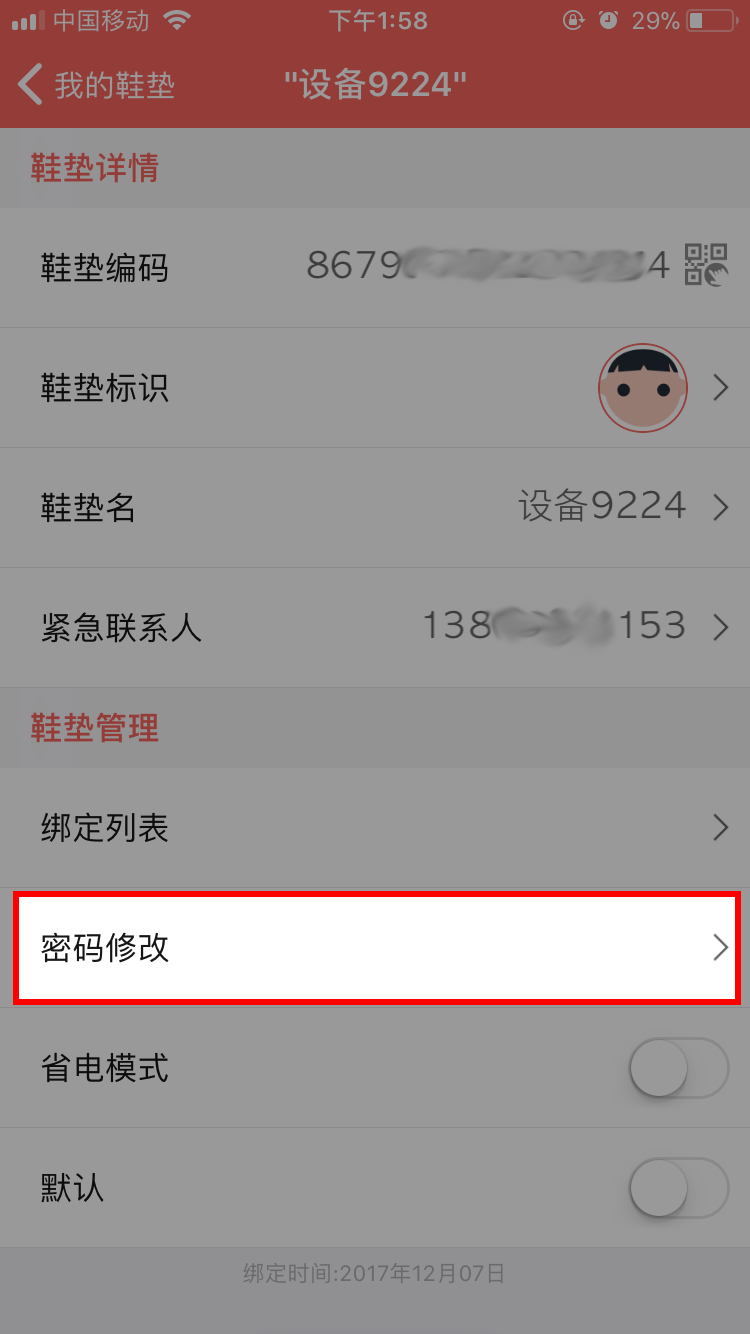 中国移动 下午1:58 29%
我的鞋垫 "设备9224"
鞋垫详情
鞋垫编码 8679 4
鞋垫标识
鞋垫名 设备9224
紧急联系人 138 153
鞋垫管理
绑定列表
密码修改
省电模式
默认
绑定时间:2017年12月07日